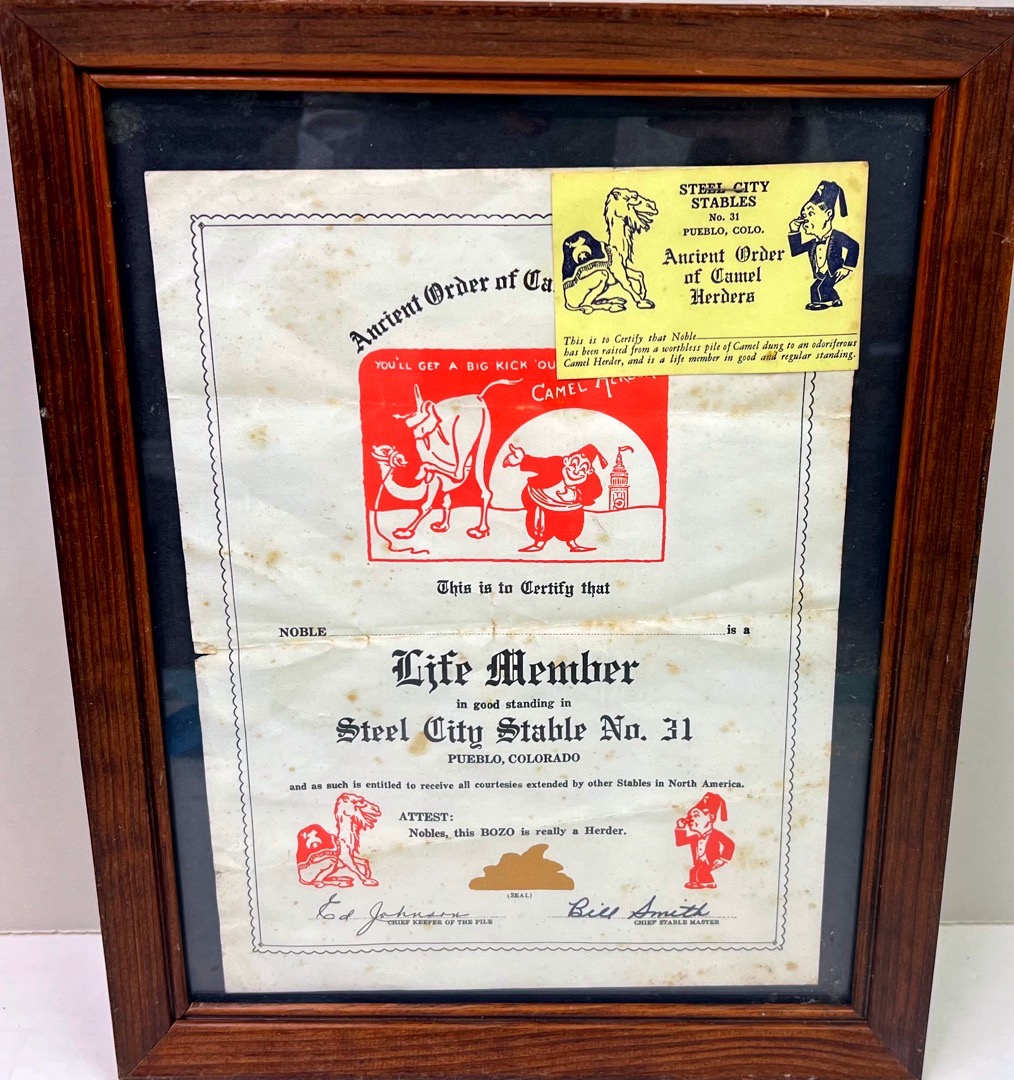 STEEL CITY
STABLES
No. 31
PUEBLO, COLO.
Ancient Order
of Camel
Herders
This is to Certify that Noble
has been raised from a worthless pile of Camel dung to an odoriferous
Camel Herder, and is a life member in good and regular standing.
Ancient Order of Ca
YOU'LL GET A BIG KICK OU
CAMEL HER
This is to Certify that
NOBLE is a
Life Member
in good standing in
Steel City Stable No. 31
PUEBLO, COLORADO
and as such is entitled to receive all courtesies extended by other Stables in North America.
ATTEST:
Nobles, this BOZO is really a Herder.
(SEAL)
Ed Johnson Bill Smith
CHIEF KEEPER OF THE PILE CHIEF STABLE MASTER